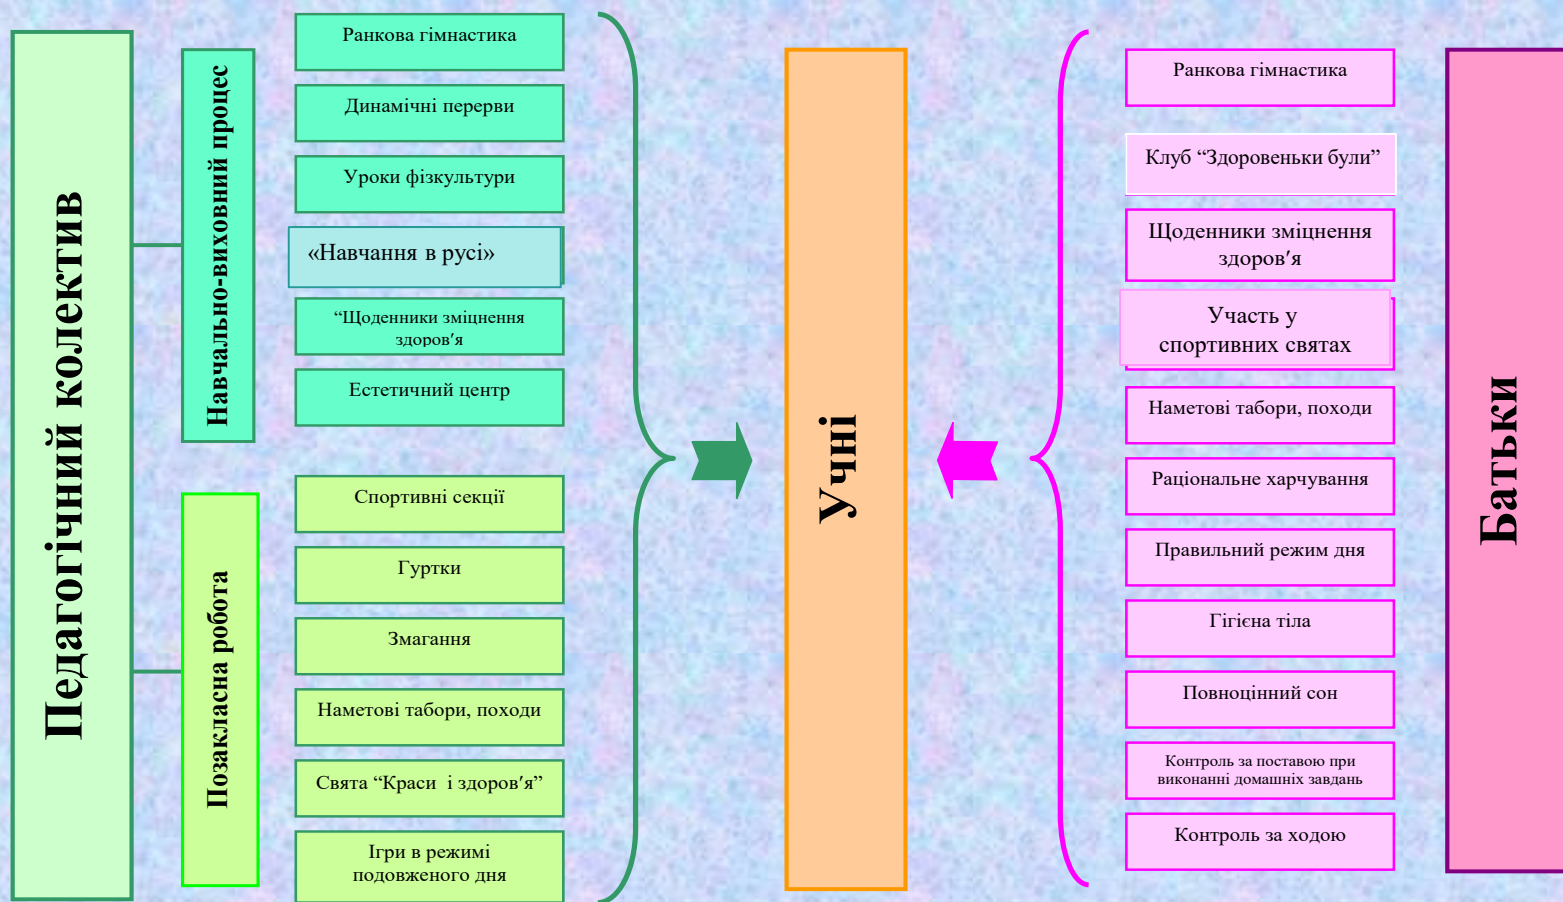 Педагогічний колектив
Навчально-виховний процес
Ранкова гімнастика
Динамічні перерви
Уроки фізкультури
«Навчання в русі»
“Щоденники зміцнення
здоров'я
Естетичний центр
Позакласна робота
Спортивні секції
Гуртки
Змагання
Наметові табори, походи
Свята “Краси і здоров'я”
Ігри в режимі
подовженого дня
Учні
Ранкова гімнастика
Клуб “Здоровеньки були”
Щоденники зміцнення
здоров'я
Участь у
спортивних святах
Наметові табори, походи
Раціональне харчування
Правильний режим дня
Гігієна тіла
Повноцінний сон
Контроль за поставою при
виконанні домашніх завдань
Контроль за ходою
Батьки